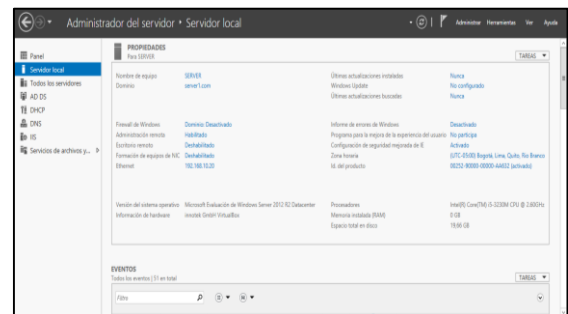 Administrador del servidor • Servidor local
Administrar Herramientas Ver Ayuda
Panel
Servidor local
Todos los servidores
AD DS
DHCP
DNS
IIS
Servicios de archivos y...
PROPIEDADES
Para SERVER
TAREAS
Nombre de equipo SERVER
Dominio server1.com
Últimas actualizaciones instaladas Nunca
Windows Update No configurado
Últimas actualizaciones buscadas Nunca
Firewall de Windows Dominio: Desactivado
Administración remota Habilitado
Escritorio remoto Deshabilitado
Formación de equipos de NIC Deshabilitado
Ethernet 192.168.10.20
Informe de errores de Windows Desactivado
Programa para la mejora de la experiencia del usuario No participa
Configuración de seguridad mejorada de IE Activado
Zona horaria (UTC-05:00) Bogotá, Lima, Quito, Rio Branco
Id. del producto (activado)
Versión del sistema operativo Microsoft Evaluación de Windows Server 2012 R2 Datacenter
Información de hardware innotek GmbH VirtualBox
Procesadores Intel(R) Core(TM) i5-3230M CPU @ 2.60GHz
Memoria instalada (RAM) GB
Espacio total en disco 19,66 GB
EVENTOS
Todos los eventos | 51 en total
TAREAS
Filtro